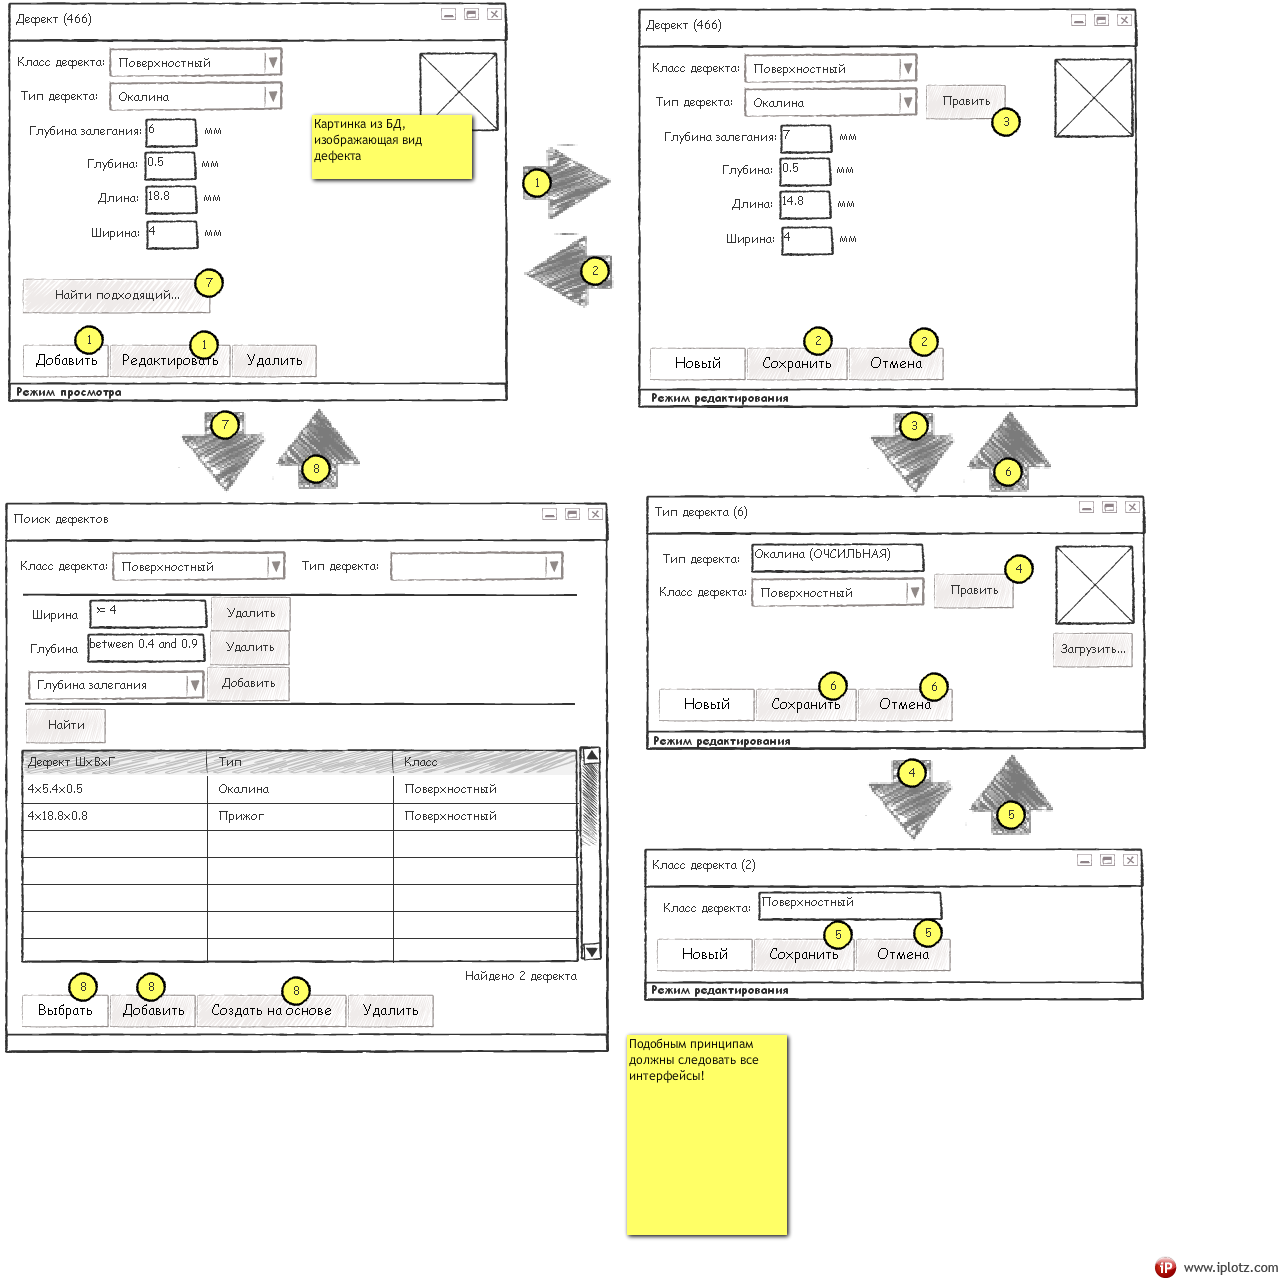 Дефект (466)
Класс дефекта:
Поверхностный
Тип дефекта:
Окалина
Картинка из БД,
изображающая вид
дефекта
Глубина залегания:
6
мм
Глубина:
0.5
мм
Длина:
18.8
мм
Ширина:
4
мм
7
Найти подходящий...
1
1
Добавить
Редактировать
Удалить
Режим просмотра
1
2
Дефект (466)
Класс дефекта:
Поверхностный
Тип дефекта:
Окалина
Править
3
Глубина залегания:
7
мм
Глубина:
0.5
мм
Длина:
14.8
мм
Ширина:
4
мм
2
2
Новый
Сохранить
Отмена
Режим редактирования
7
8
3
6
Поиск дефектов
Класс дефекта:
Поверхностный
Тип дефекта:
Ширина
>= 4
Удалить
Глубина
between 0.4 and 0.9
Удалить
Глубина залегания
Добавить
Найти
Дефект ШхВхГ
Тип
Класс
4x5.4x0.5
Окалина
Поверхностный
4x18.8x0.8
Прижог
Поверхностный
Найдено 2 дефекта
8
8
8
Выбрать
Добавить
Создать на основе
Удалить
Тип дефекта (6)
Тип дефекта:
Окалина (ОЧСИЛЬНАЯ)
4
Класс дефекта:
Поверхностный
Править
Загрузить...
6
6
Новый
Сохранить
Отмена
Режим редактирования
4
5
Класс дефекта (2)
Класс дефекта:
Поверхностный
5
5
Новый
Сохранить
Отмена
Режим редактирования
Подобным принципам
должны следовать все
интерфейсы!
iP www.iplotz.com